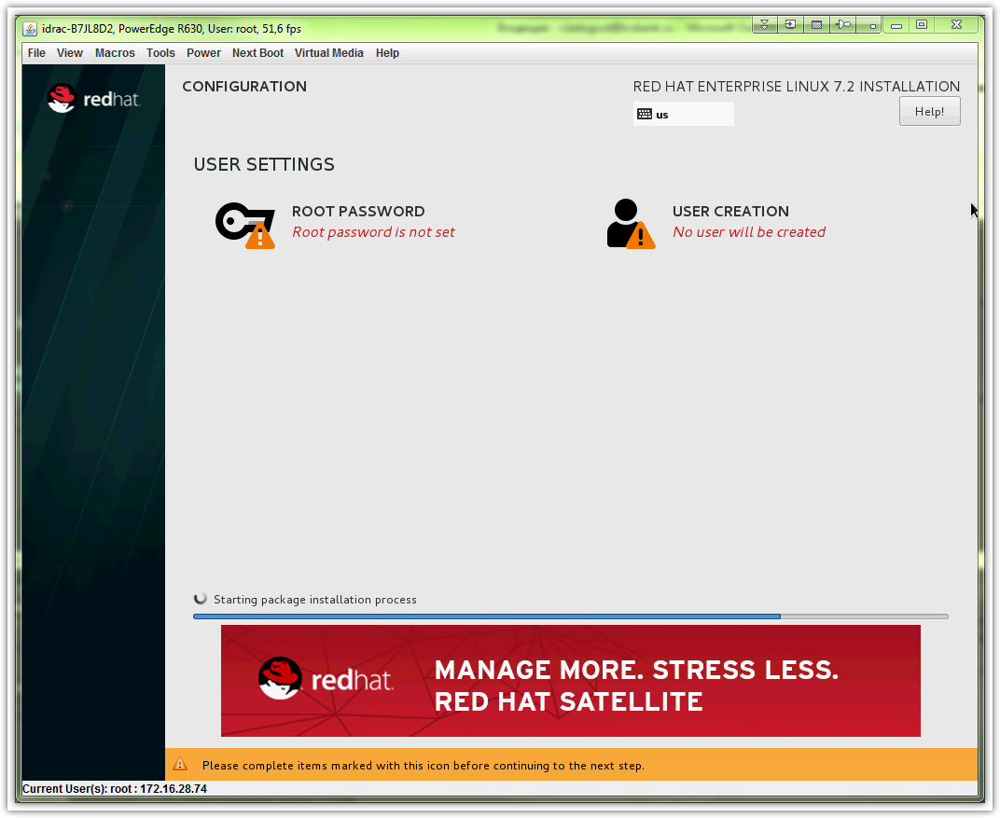 idrac-B7JL8D2, PowerEdge R630, User: root, 51,6 fps
File View Macros Tools Power Next Boot Virtual Media Help
redhat.
CONFIGURATION
RED HAT ENTERPRISE LINUX 7.2 INSTALLATION
us
Help!
USER SETTINGS
ROOT PASSWORD
Root password is not set
USER CREATION
No user will be created
Starting package installation process
redhat.
MANAGE MORE. STRESS LESS.
RED HAT SATELLITE
Please complete items marked with this icon before continuing to the next step.
Current User(s): root : 172.16.28.74